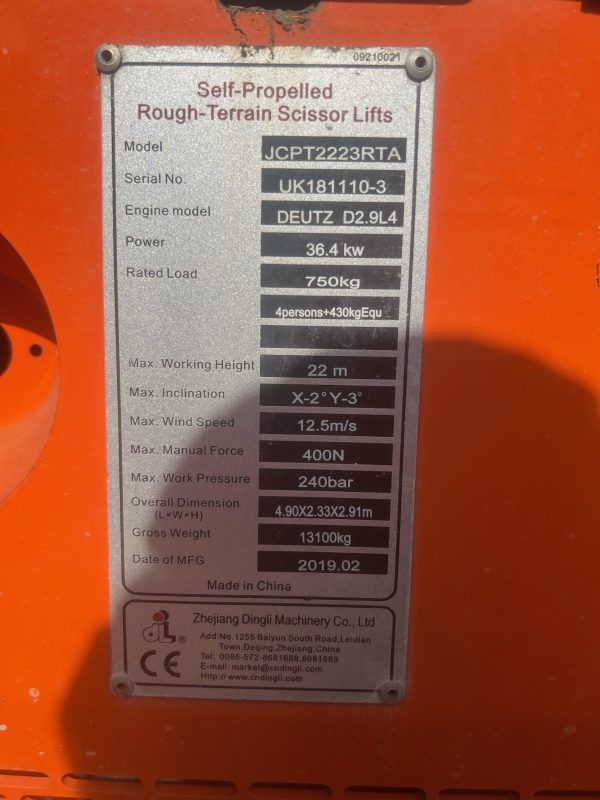 09210021
Self-Propelled
Rough-Terrain Scissor Lifts
Model JCPT2223RTA
Serial No. UK181110-3
Engine model DEUTZ D2.9L4
Power 36.4 kw
Rated Load 750kg
4persons+430kgEqu
Max. Working Height 22 m
Max. Inclination X-2° Y-3°
Max. Wind Speed 12.5m/s
Max. Manual Force 400N
Max. Work Pressure 240bar
Overall Dimension
(L×W×H) 4.90X2.33X2.91m
Gross Weight 13100kg
Date of MFG 2019.02
Made in China
Zhejiang Dingli Machinery Co., Ltd
Add:No.1255 Baiyun South Road,Leidian
Town,Deqing,Zhejiang,China
Tel: 0086-572-8681688,8681689
E-mail: market@cndingli.com
Http://www.cndingli.com
®
CE